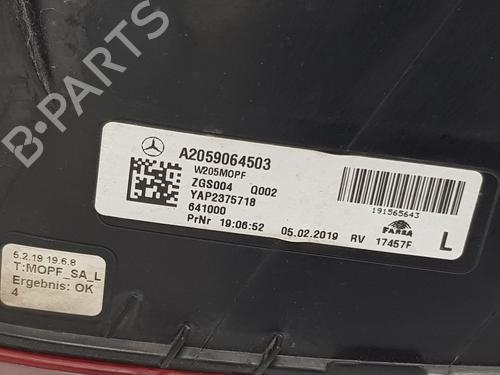 A2059064503
W205MOPF
ZGS004 Q002
YAP2375718
641000
PrNr 19:06:52 05.02.2019 RV 17457F
191565643
FARBA
L
5.2.19 19.6.8
T:MOPF_SA_L
Ergebnis: OK
4
B-PARTS